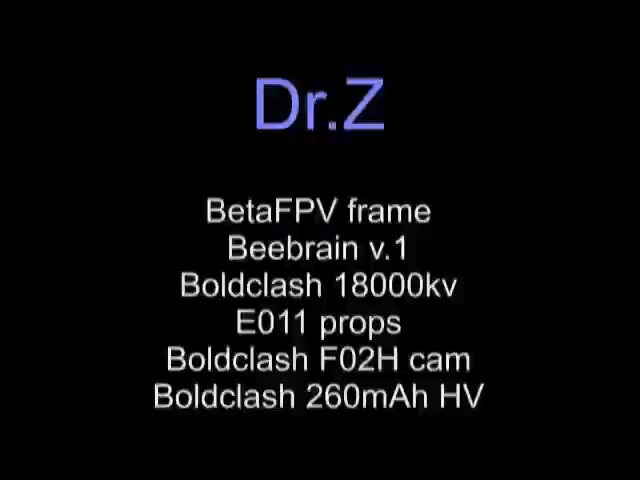 Dr.Z
BetaFPV frame
Beebrain v.1
Boldclash 18000kv
E011 props
Boldclash F02H cam
Boldclash 260mAh HV